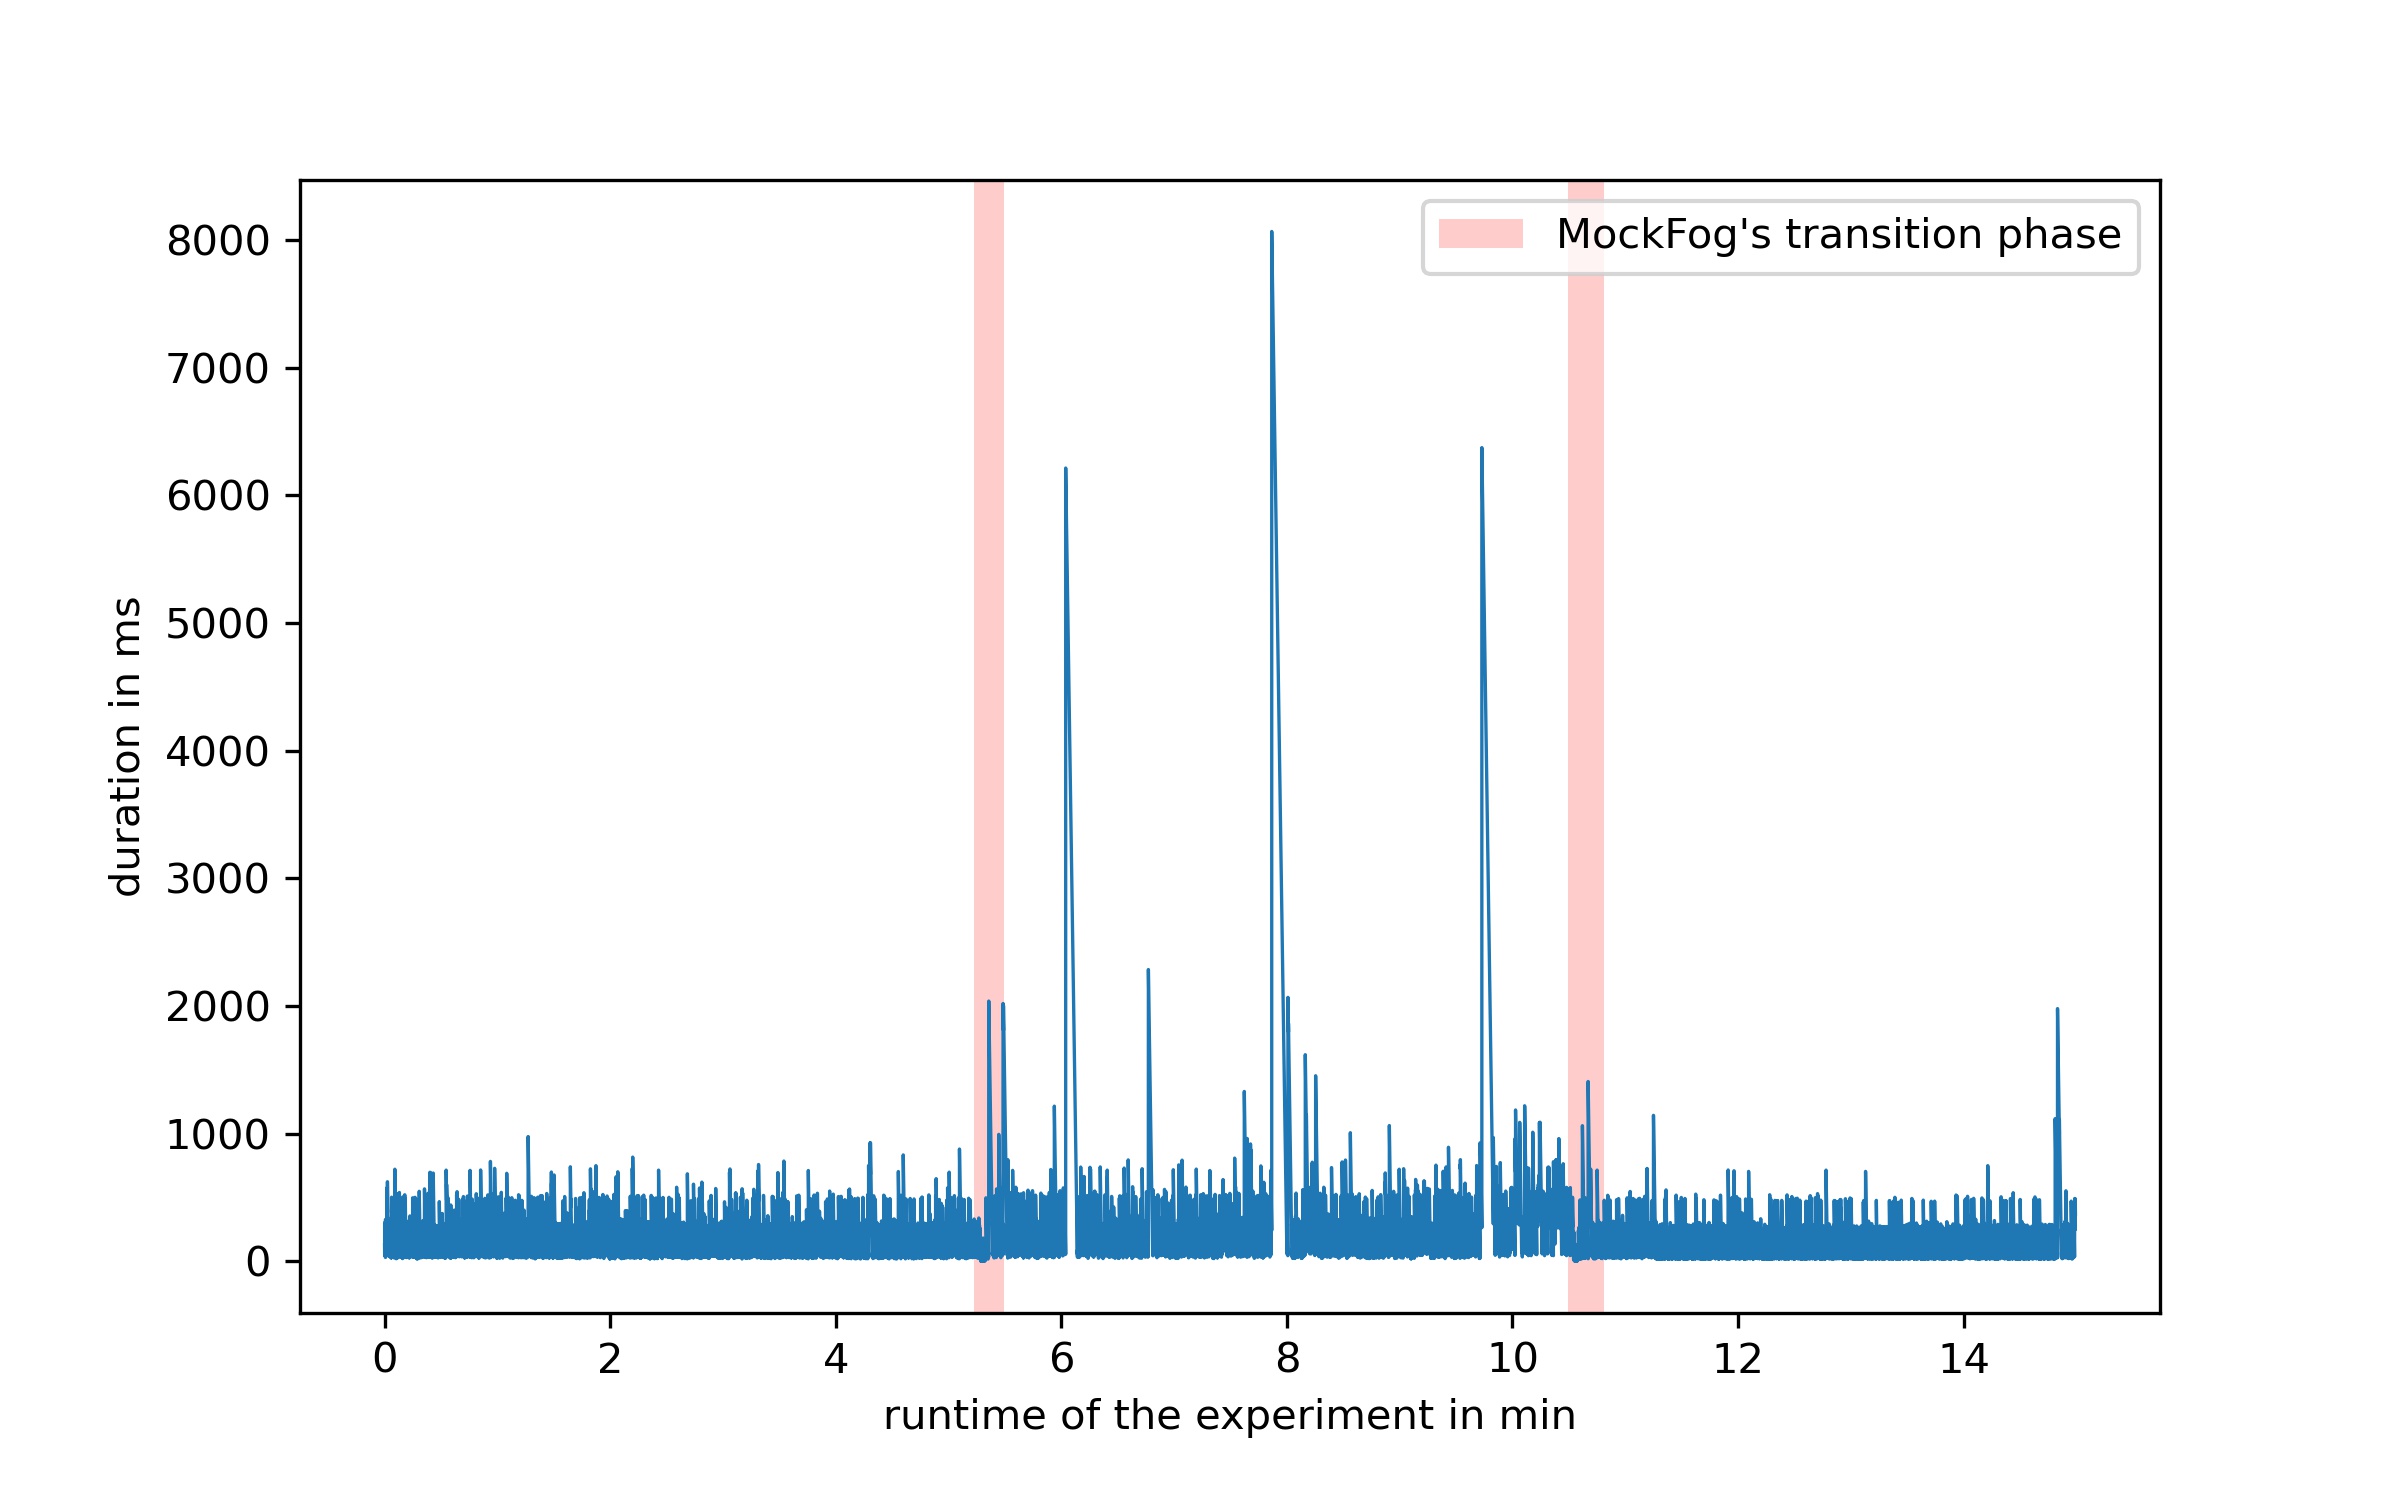 MockFog's transition phase
8000
7000
6000
5000
4000
3000
2000
1000
0
duration in ms
0 2 4 6 8 10 12 14
runtime of the experiment in min